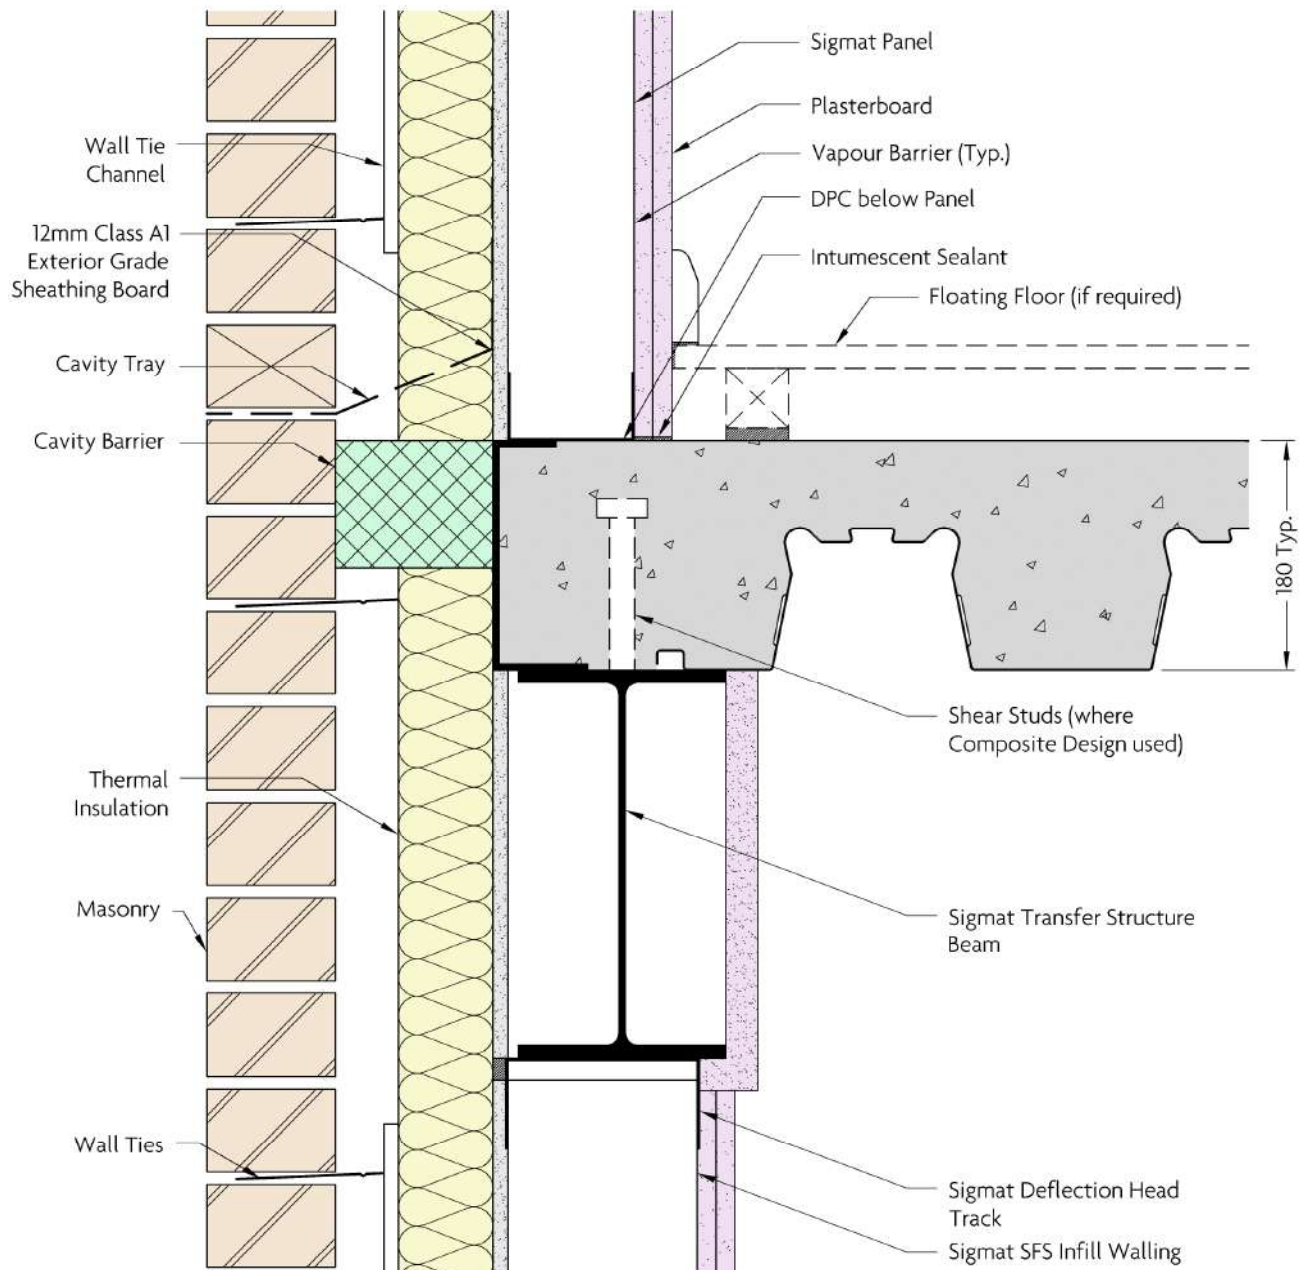 Wall Tie
Channel
12mm Class A1
Exterior Grade
Sheathing Board
Cavity Tray
Cavity Barrier
Thermal
Insulation
Masonry
Wall Ties
Sigmat Panel
Plasterboard
Vapour Barrier (Typ.)
DPC below Panel
Intumescent Sealant
Floating Floor (if required)
180 Typ.
Shear Studs (where
Composite Design used)
Sigmat Transfer Structure
Beam
Sigmat Deflection Head
Track
Sigmat SFS Infill Walling